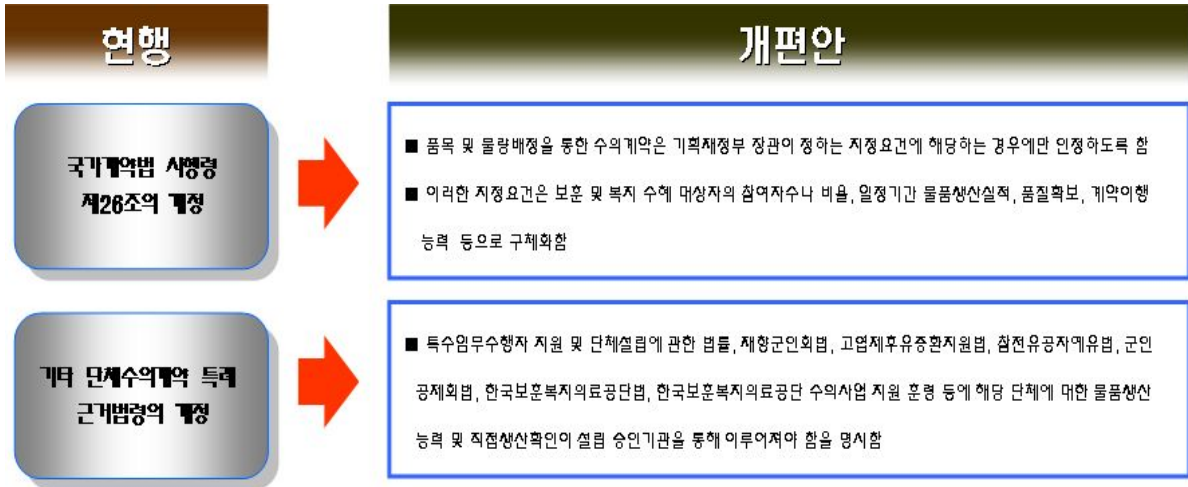 현행
개편안
국가계약법 시행령
제26조의 개정
■ 품목 및 물량배정을 통한 수의계약은 기획재정부 장관이 정하는 지정요건에 해당하는 경우에만 인정하도록 함
■ 이러한 지정요건은 보훈 및 복지 수혜 대상자의 참여자수나 비율, 일정기간 물품생산실적, 품질확보, 계약이행
능력 등으로 구체화함
기타 단체수의계약 특례
근거법령의 개정
■ 특수임무수행자 지원 및 단체설립에 관한 법률, 재향군인회법, 고엽제후유증환지원법, 참전유공자예유법, 군인
공제회법, 한국보훈복지의료공단법, 한국보훈복지의료공단 수의사업 지원 훈령 등에 해당 단체에 대한 물품생산
능력 및 직접생산확인이 설립 승인기관을 통해 이루어져야 함을 명시함